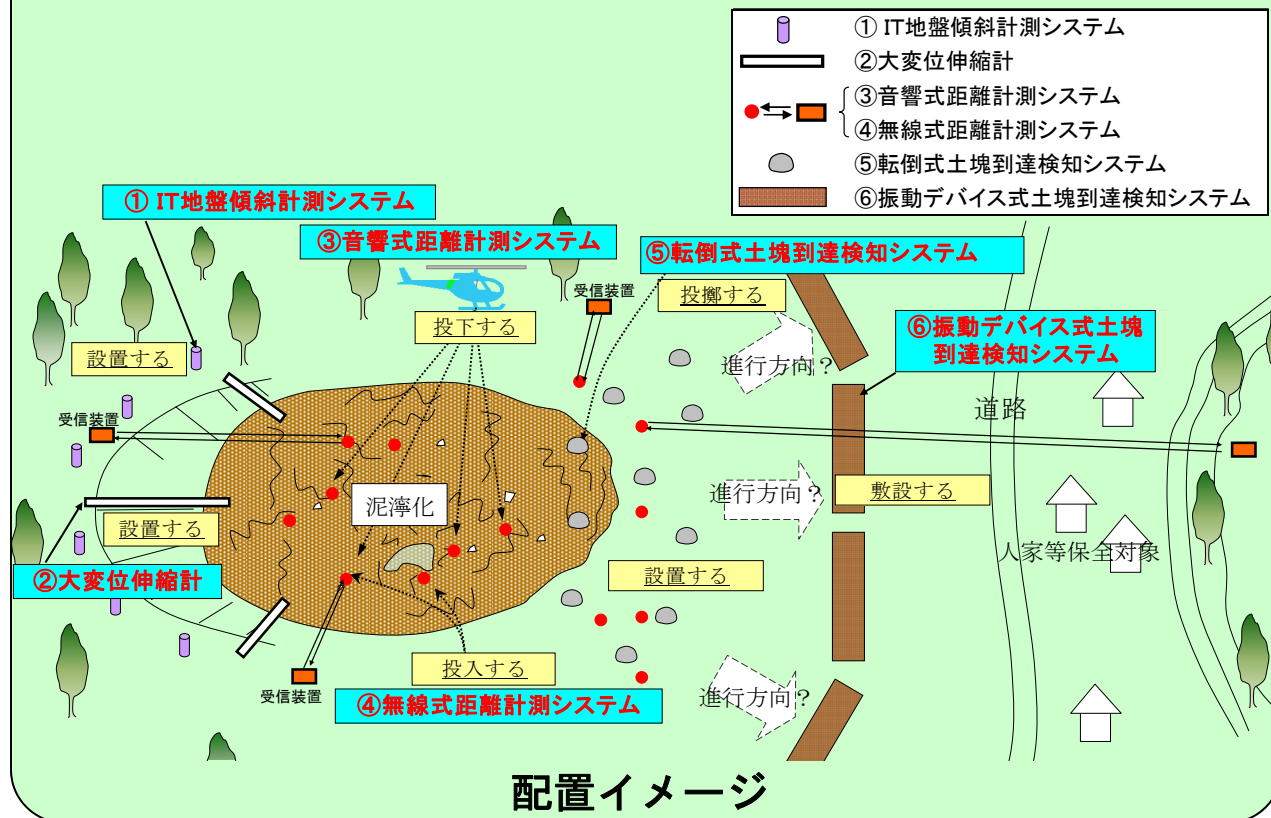 ① IT地盤傾斜計測システム
②大変位伸縮計
③音響式距離計測システム
④無線式距離計測システム
⑤転倒式土塊到達検知システム
⑥振動デバイス式土塊到達検知システム
① IT地盤傾斜計測システム
③音響式距離計測システム
⑤転倒式土塊到達検知システム
受信装置
投擲する
投下する
⑥振動デバイス式土塊
到達検知システム
設置する
進行方向?
道路
受信装置
泥濘化
進行方向?
敷設する
設置する
人家等保全対象
②大変位伸縮計
設置する
投入する
受信装置
④無線式距離計測システム
進行方向?
配置イメージ